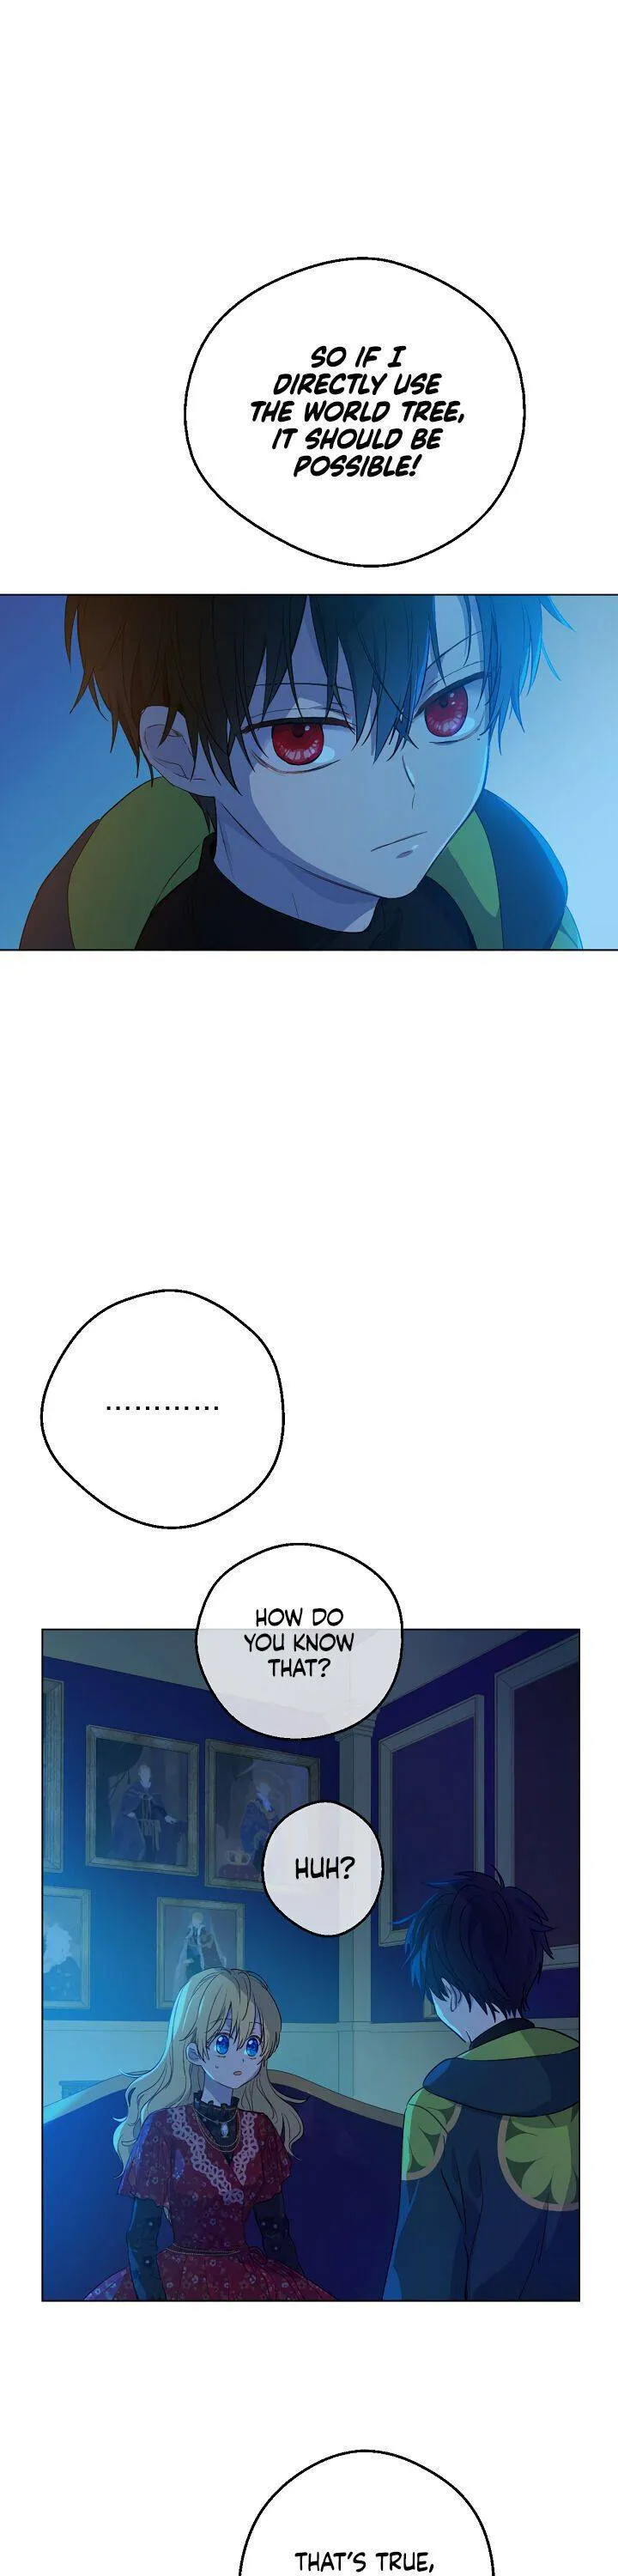 SO IF I
DIRECTLY USE
THE WORLD TREE,
IT SHOULD BE
POSSIBLE!
............
HOW DO
YOU KNOW
THAT?
HUH?
THAT'S TRUE,